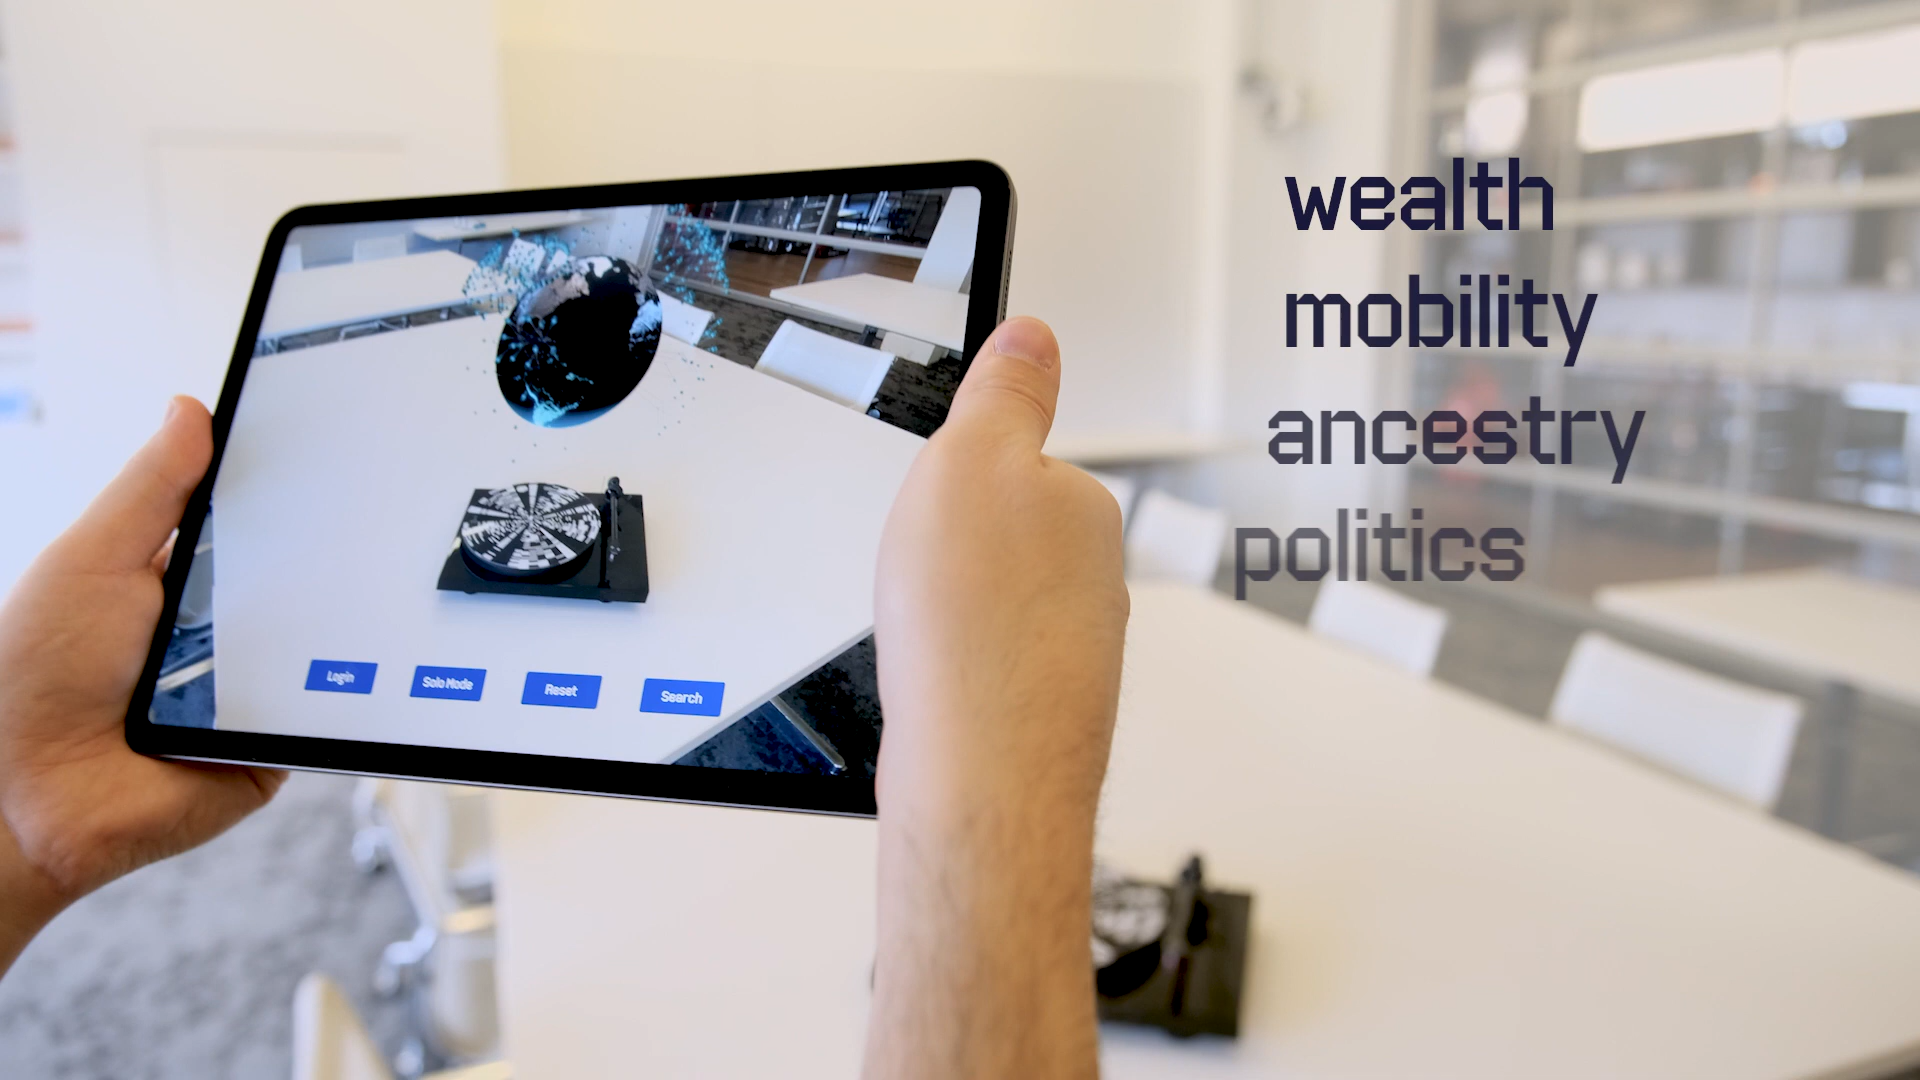 wealth
mobility
ancestry
politics
Login
Solo Mode
Reset
Search